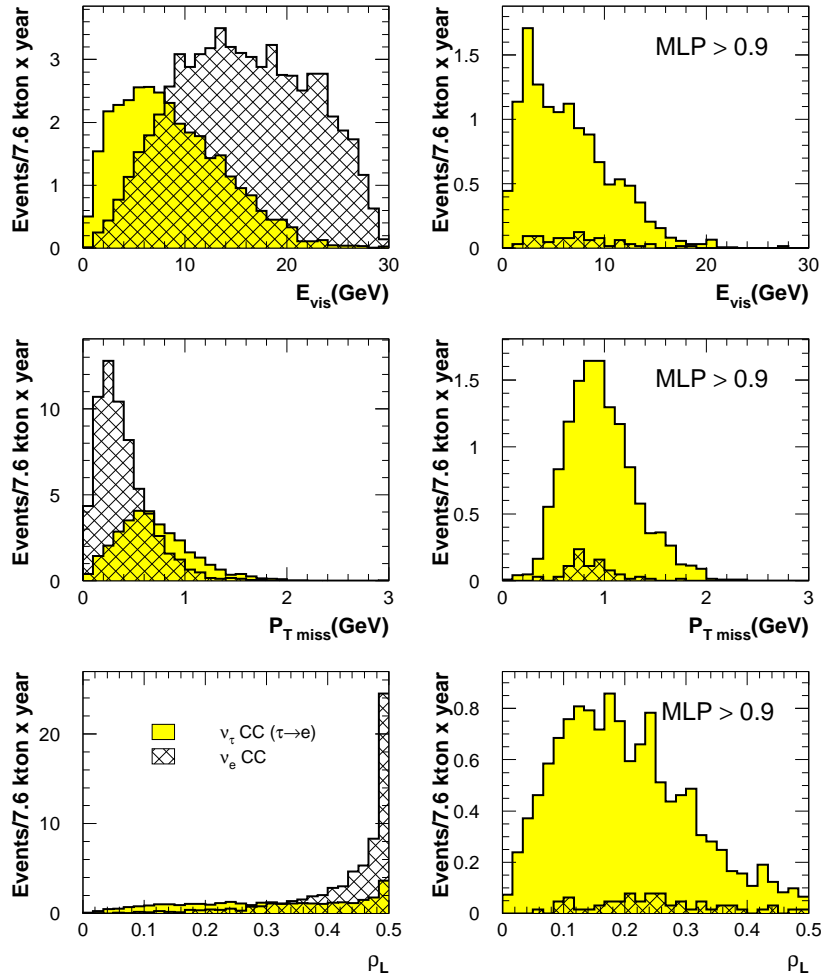 Events/7.6 kton x year
3
2
1
0
0 10 20 30
E_vis(GeV)
Events/7.6 kton x year
MLP > 0.9
1.5
1
0.5
0
0 10 20 30
E_vis(GeV)
Events/7.6 kton x year
10
5
0
0 1 2 3
P_T miss(GeV)
Events/7.6 kton x year
MLP > 0.9
1.5
1
0.5
0
0 1 2 3
P_T miss(GeV)
Events/7.6 kton x year
20
10
0
ν_τ CC (τ→e)
ν_e CC
0 0.1 0.2 0.3 0.4 0.5
ρ_L
Events/7.6 kton x year
MLP > 0.9
0.8
0.6
0.4
0.2
0
0 0.1 0.2 0.3 0.4 0.5
ρ_L